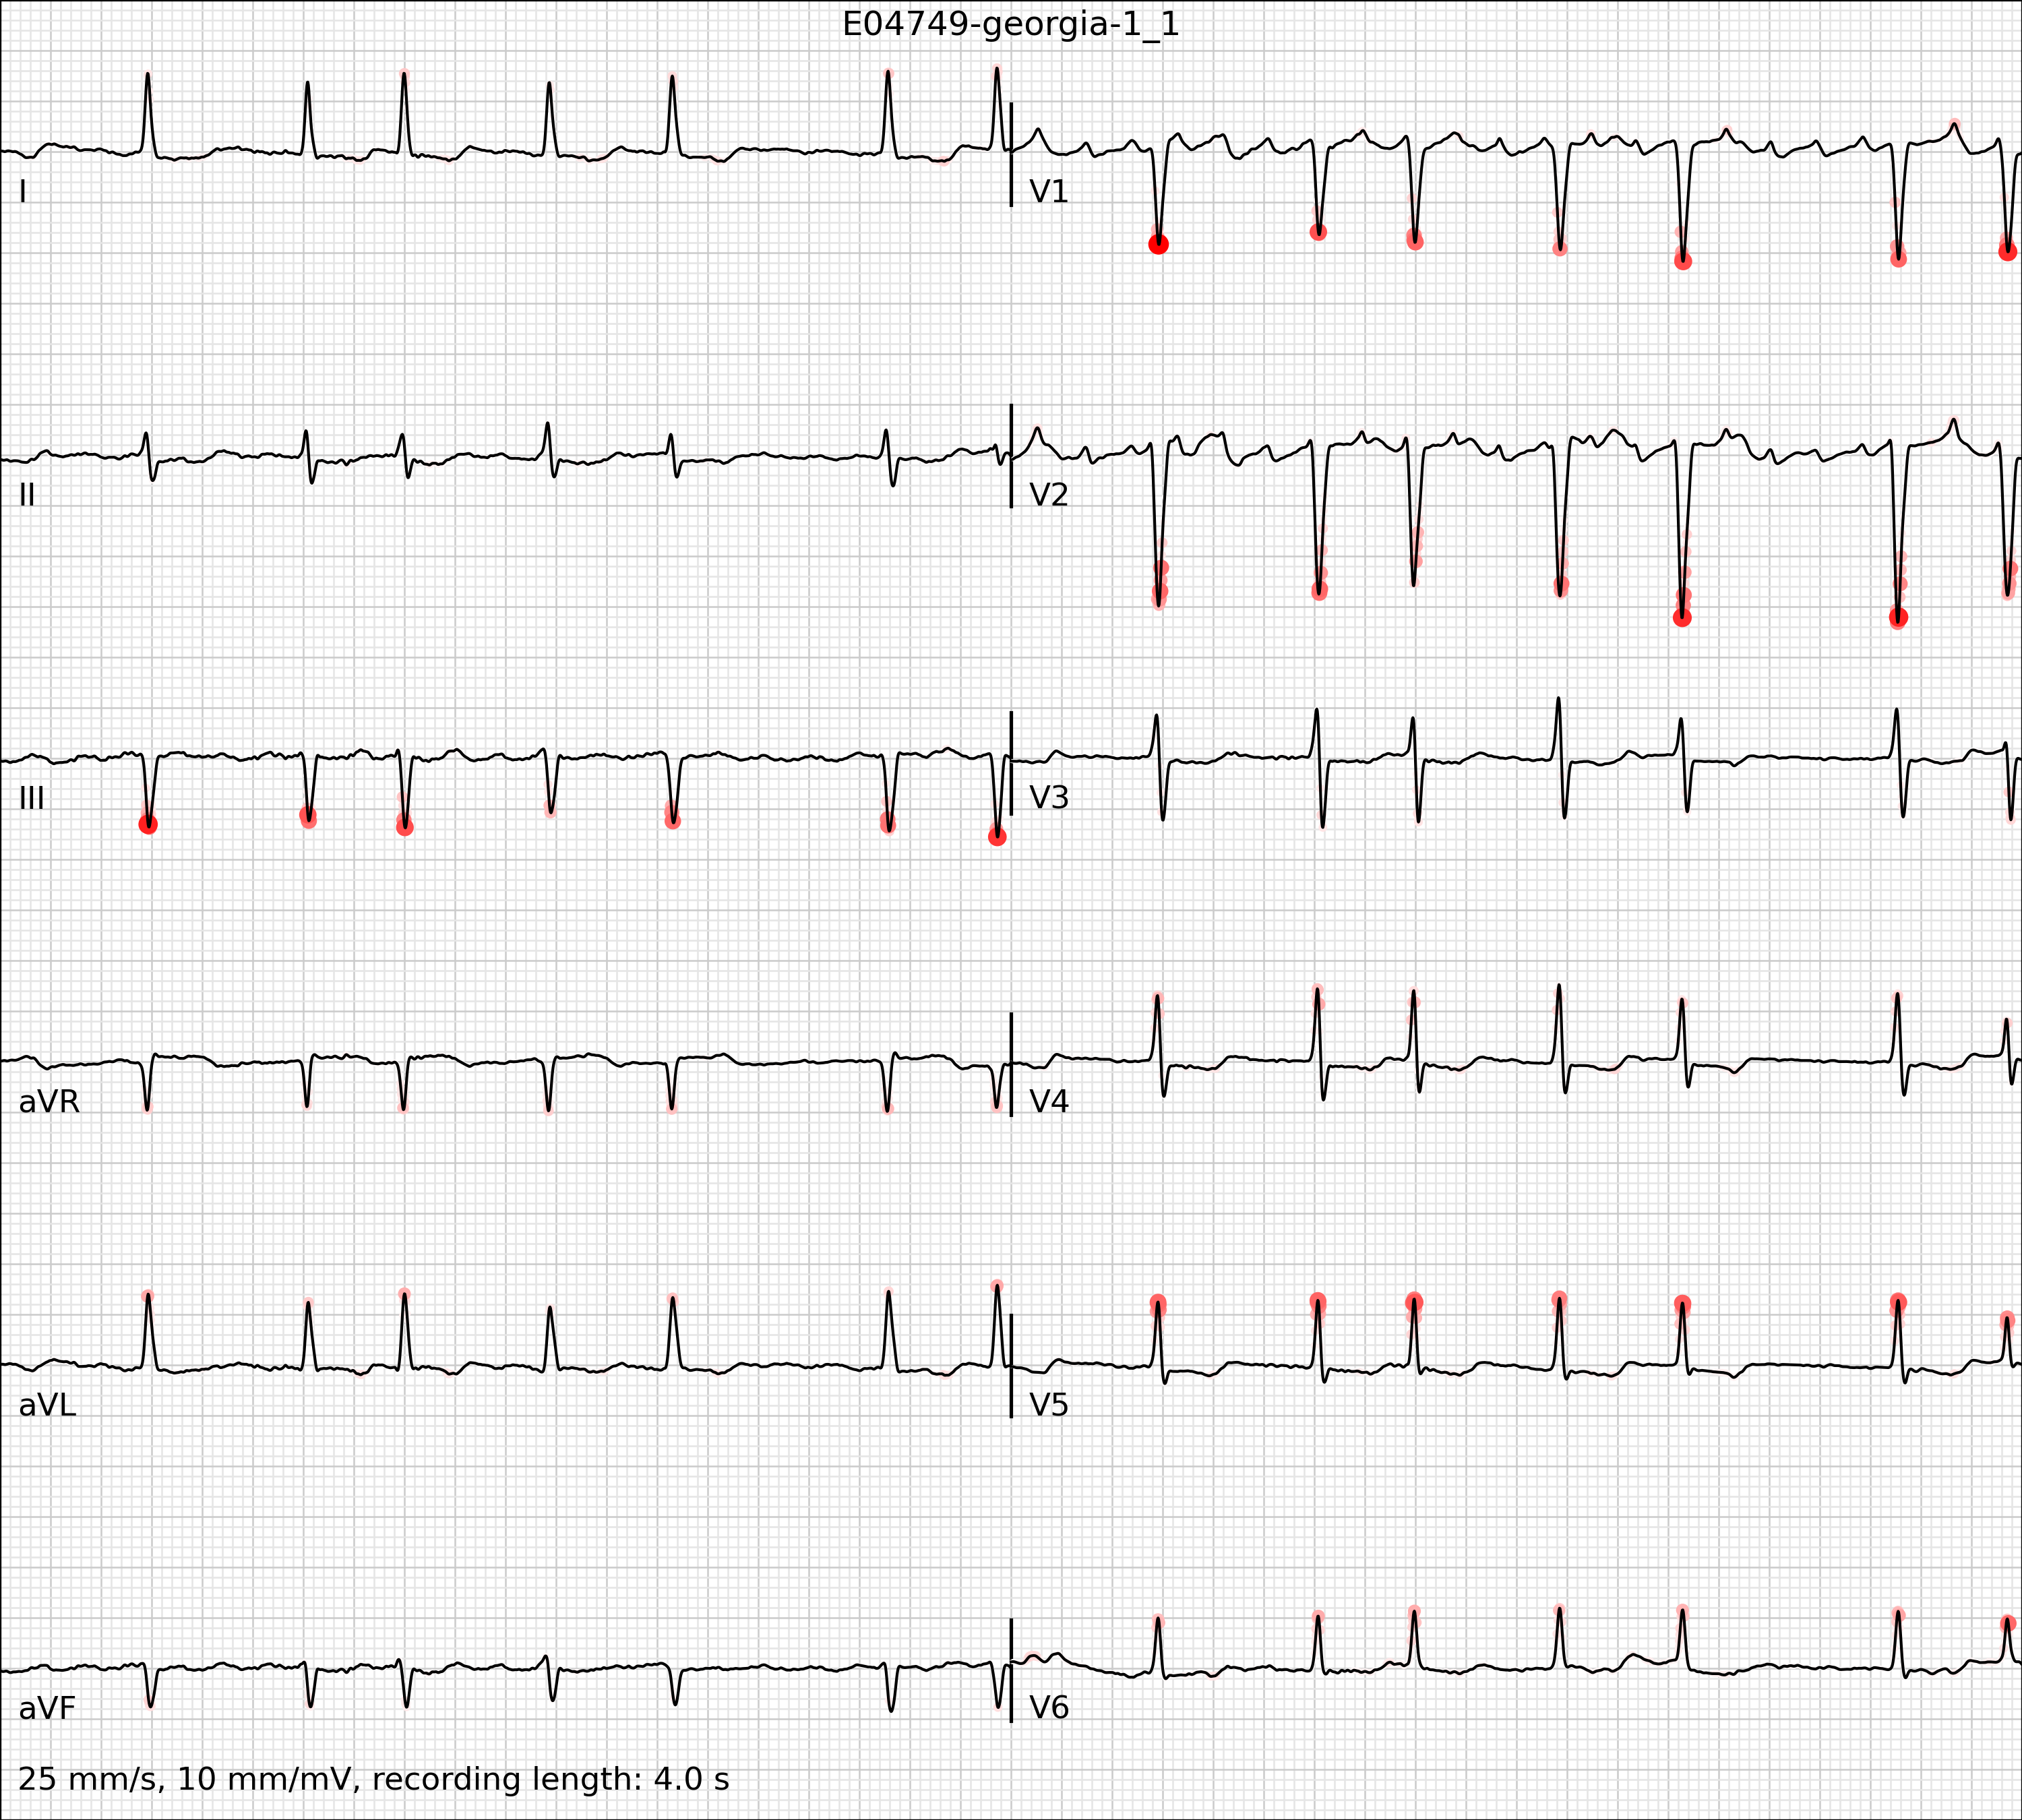 E04749-georgia-1_1
I
V1
II
V2
III
V3
aVR
V4
aVL
V5
aVF
V6
25 mm/s, 10 mm/mV, recording length: 4.0 s